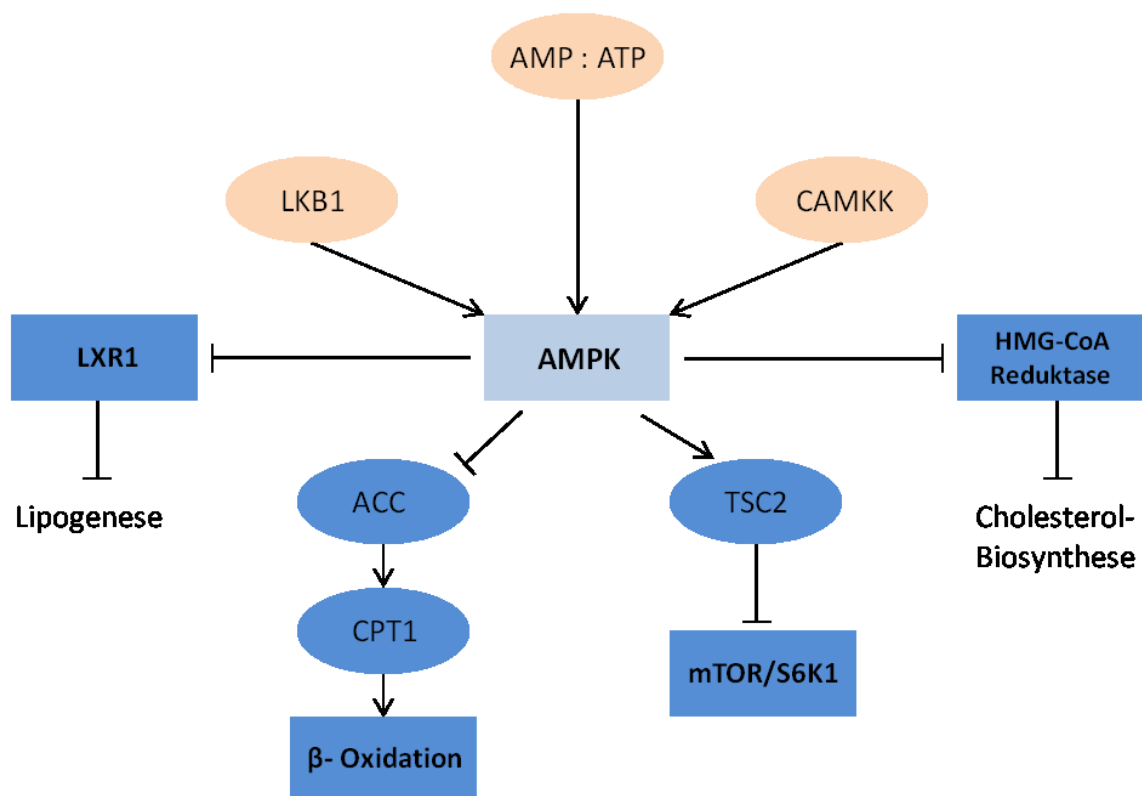 AMP : ATP
LKB1
CAMKK
LXR1
AMPK
HMG-CoA
Reduktase
ACC
TSC2
Lipogenese
Cholesterol-
Biosynthese
CPT1
mTOR/S6K1
β- Oxidation